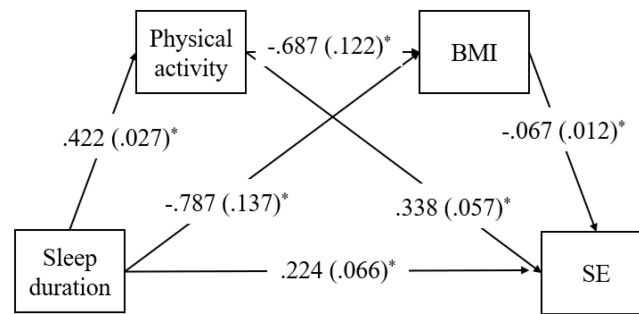 Physical
activity
-.687 (.122)*
BMI
.422 (.027)*
-.067 (.012)*
-.787 (.137)*
.338 (.057)*
Sleep
duration
.224 (.066)*
SE